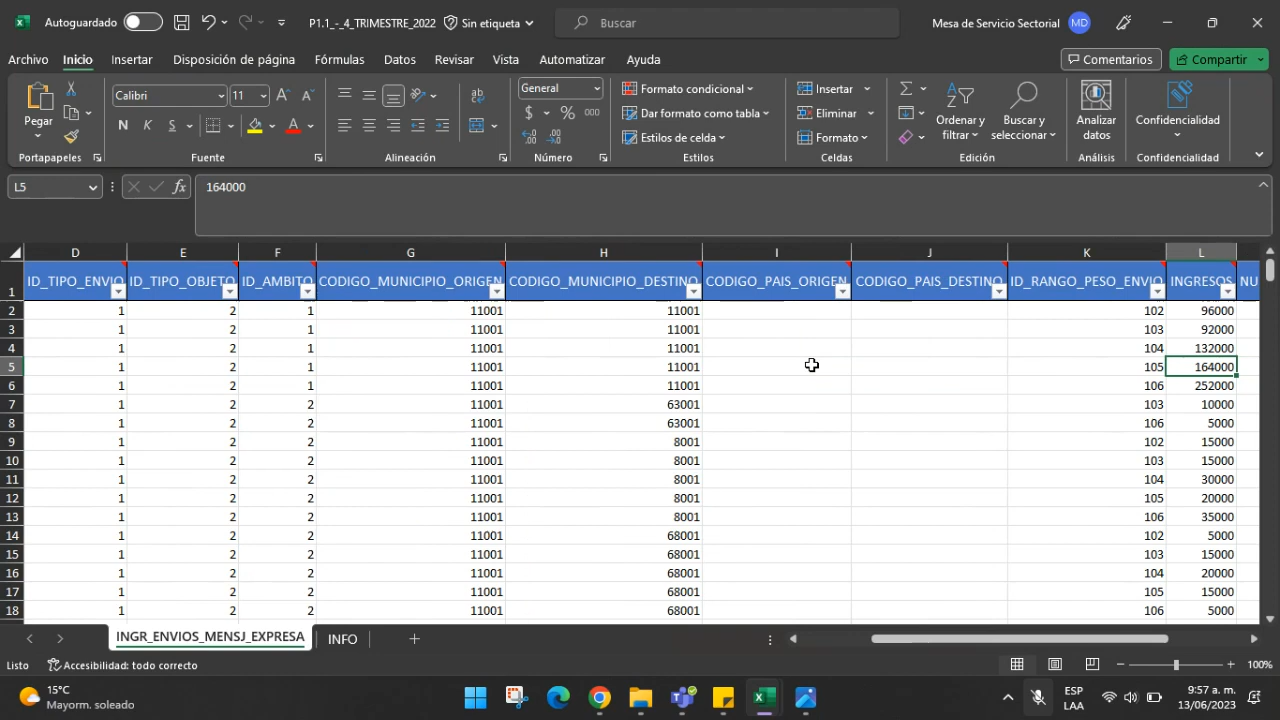 Autoguardado P1.1_-_4_TRIMESTRE_2022 Sin etiqueta Buscar Mesa de Servicio Sectorial MD
Archivo Inicio Insertar Disposición de página Fórmulas Datos Revisar Vista Automatizar Ayuda Comentarios Compartir
Pegar Calibri 11 General Formato condicional Insertar
N K S A $ % 000 Dar formato como tabla Eliminar Ordenar y filtrar Buscar y seleccionar Analizar datos Confidencialidad
Estilos de celda Formato
Portapapeles Fuente Alineación Número Estilos Celdas Edición Análisis Confidencialidad
L5 fx 164000
D E F G H I J K L
1 ID_TIPO_ENVIO ID_TIPO_OBJETO ID_AMBITO CODIGO_MUNICIPIO_ORIGEN CODIGO_MUNICIPIO_DESTINO CODIGO_PAIS_ORIGEN CODIGO_PAIS_DESTINO ID_RANGO_PESO_ENVIO INGRESOS NU
2 1 2 1 11001 11001 102 96000
3 1 2 1 11001 11001 103 92000
4 1 2 1 11001 11001 104 132000
5 1 2 1 11001 11001 105 164000
6 1 2 1 11001 11001 106 252000
7 1 2 2 11001 63001 103 10000
8 1 2 2 11001 63001 106 5000
9 1 2 2 11001 8001 102 15000
10 1 2 2 11001 8001 103 15000
11 1 2 2 11001 8001 104 30000
12 1 2 2 11001 8001 105 20000
13 1 2 2 11001 8001 106 35000
14 1 2 2 11001 68001 102 5000
15 1 2 2 11001 68001 103 15000
16 1 2 2 11001 68001 104 20000
17 1 2 2 11001 68001 105 15000
18 1 2 2 11001 68001 106 5000
INGR_ENVIOS_MENSJ_EXPRESA INFO
Listo Accesibilidad: todo correcto 100%
15°C
Mayorm. soleado
ESP
LAA
9:57 a. m.
13/06/2023